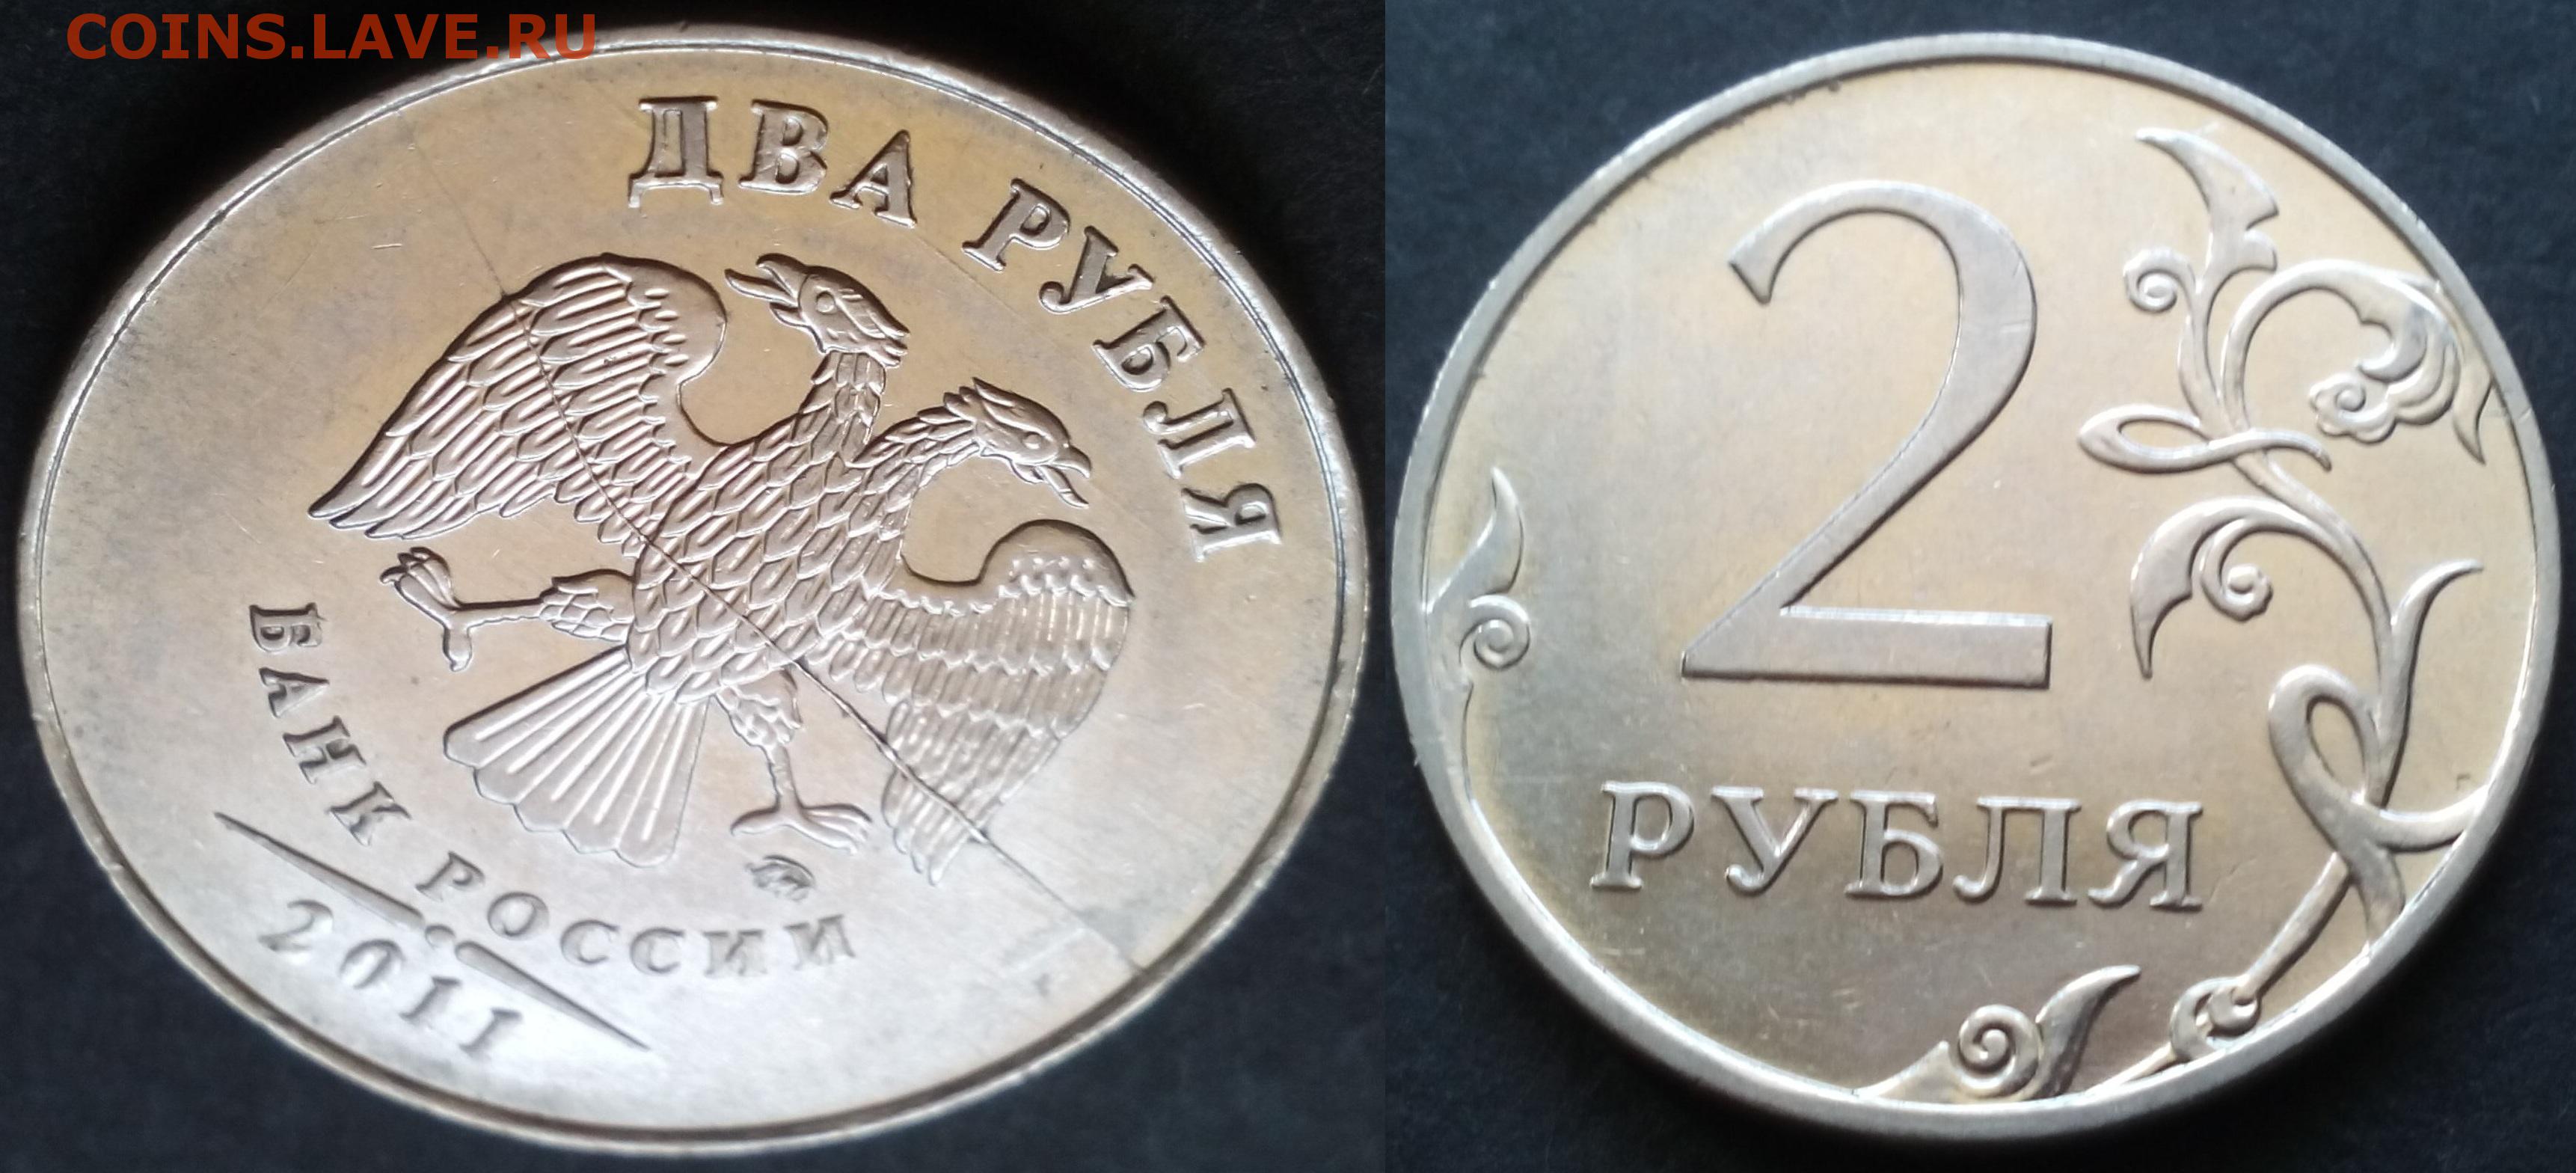 COINS.LAVE.RU
ДВА РУБЛЯ
БАНК РОССИИ
2011
2
РУБЛЯ